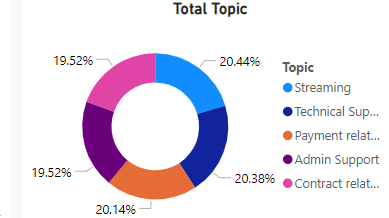 Total Topic
19.52%
20.44%
Topic
Streaming
Technical Sup...
Payment relat...
Admin Support
Contract relat...
19.52%
20.38%
20.14%